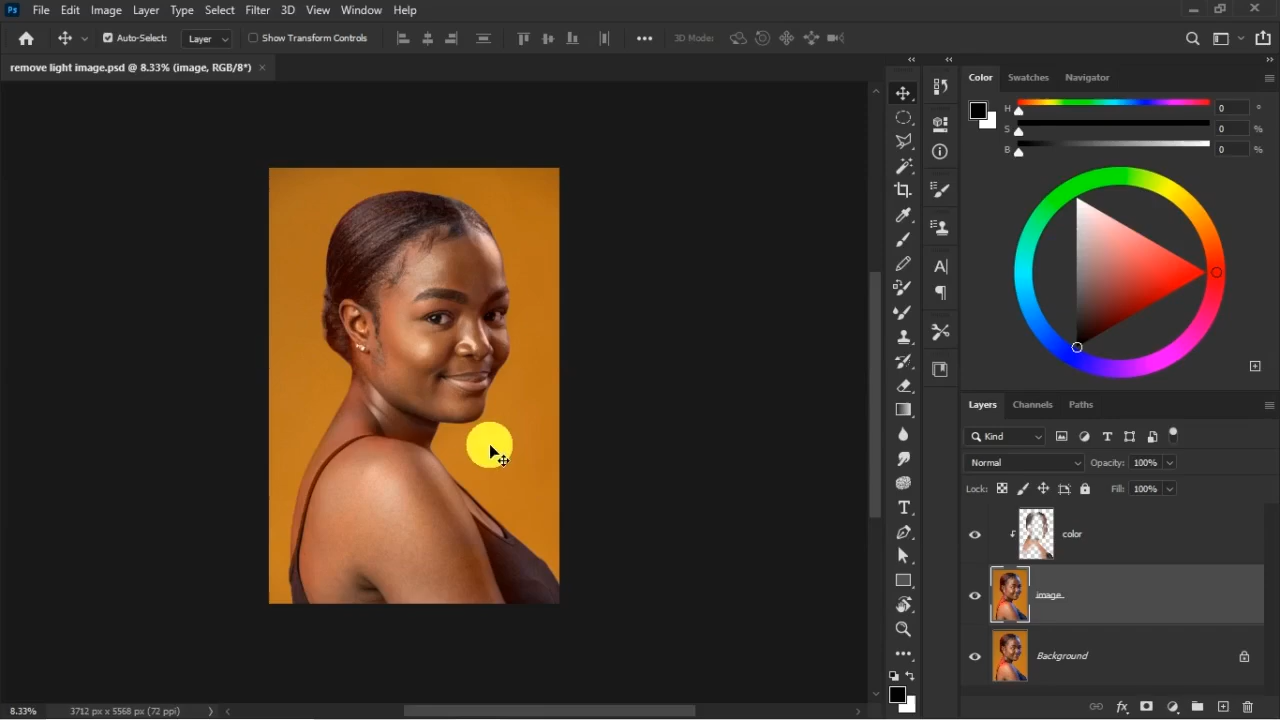 Ps File Edit Image Layer Type Select Filter 3D View Window Help
Auto-Select: Layer Show Transform Controls 3D Mode:
remove light image.psd @ 8.33% (image, RGB/8*) ×
Color Swatches Navigator
H 0 °
S 0 %
B 0 %
Layers Channels Paths
Kind
Normal Opacity: 100%
Lock: Fill: 100%
color
image
Background
8.33% 3712 px x 5568 px (72 ppi)